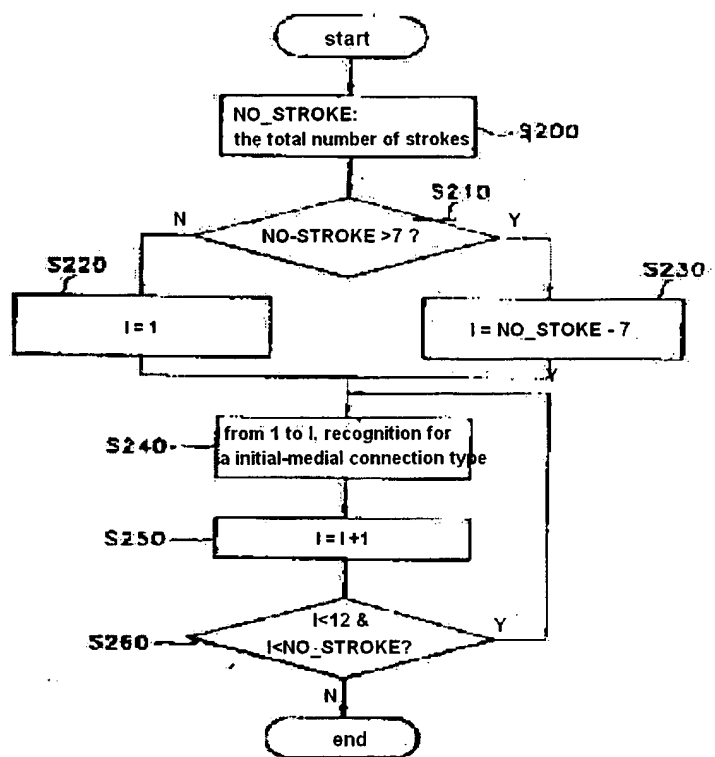 start
NO_STROKE:
the total number of strokes
S200
S210
N
NO-STROKE >7 ?
Y
S220
S230
I = 1
I = NO_STOKE - 7
S240
from 1 to I, recognition for
a initial-medial connection type
S250
I = I +1
I<12 &
Y
S260
I<NO_STROKE?
N
end